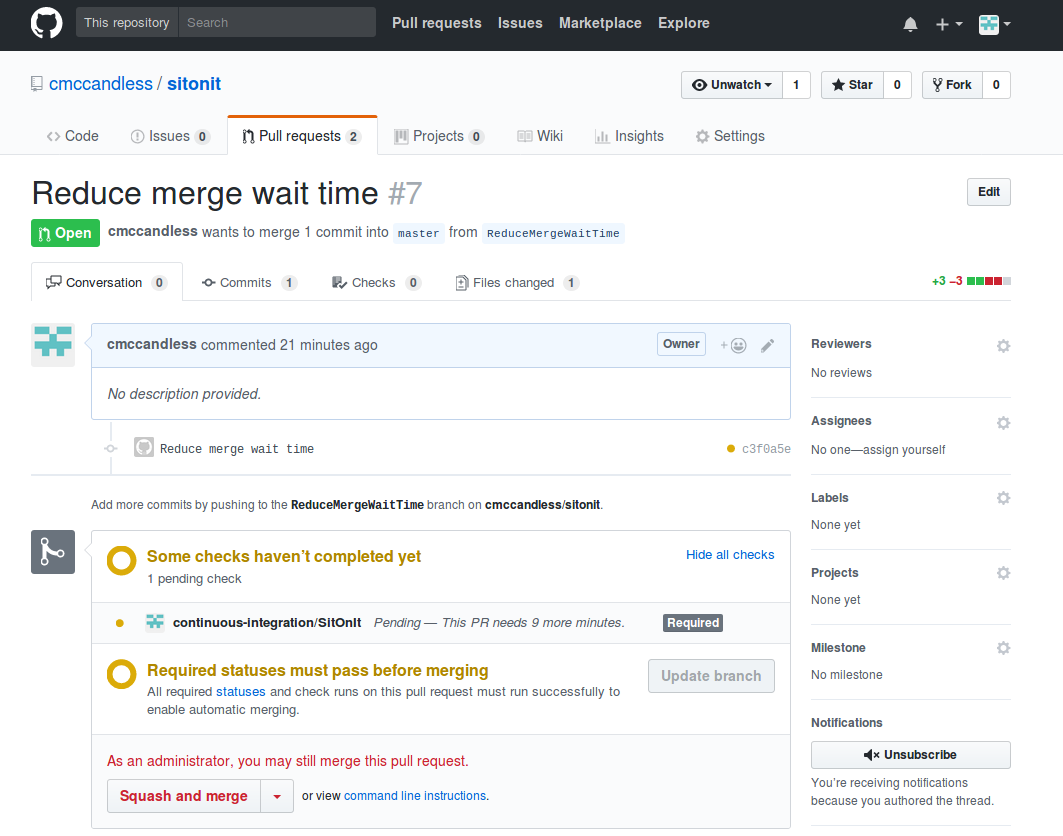 This repository Search Pull requests Issues Marketplace Explore
cmccandless / sitonit
Unwatch 1 Star 0 Fork 0
Code Issues 0 Pull requests 2 Projects 0 Wiki Insights Settings
Reduce merge wait time #7
Edit
Open cmccandless wants to merge 1 commit into master from ReduceMergeWaitTime
Conversation 0 Commits 1 Checks 0 Files changed 1 +3 −3
cmccandless commented 21 minutes ago Owner
No description provided.
Reduce merge wait time c3f0a5e
Add more commits by pushing to the ReduceMergeWaitTime branch on cmccandless/sitonit.
Some checks haven’t completed yet Hide all checks
1 pending check
continuous-integration/SitOnIt Pending — This PR needs 9 more minutes. Required
Required statuses must pass before merging Update branch
All required statuses and check runs on this pull request must run successfully to
enable automatic merging.
As an administrator, you may still merge this pull request.
Squash and merge or view command line instructions.
Reviewers
No reviews
Assignees
No one—assign yourself
Labels
None yet
Projects
None yet
Milestone
No milestone
Notifications
Unsubscribe
You’re receiving notifications
because you authored the thread.